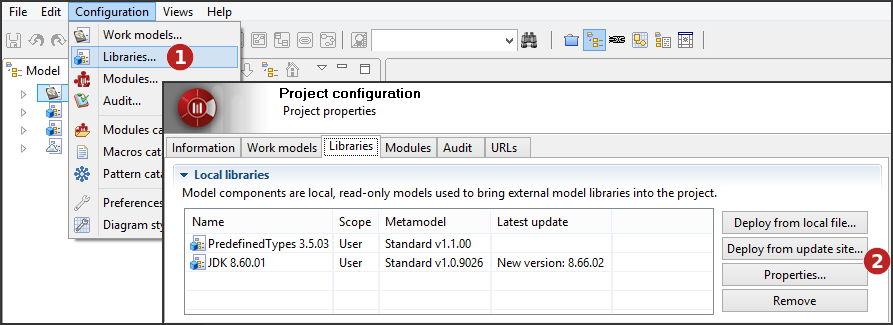 File Edit Configuration Views Help
Work models...
Libraries... 1
Modules...
Audit...
Modules ca
Macros cata
Pattern cata
Preferences
Diagram sty
Model
Project configuration
Project properties
Information Work models Libraries Modules Audit URLs
Local libraries
Model components are local, read-only models used to bring external model libraries into the project.
Name Scope Metamodel Latest update
PredefinedTypes 3.5.03 User Standard v1.1.00
JDK 8.60.01 User Standard v1.0.9026 New version: 8.66.02
Deploy from local file...
Deploy from update site... 2
Properties...
Remove